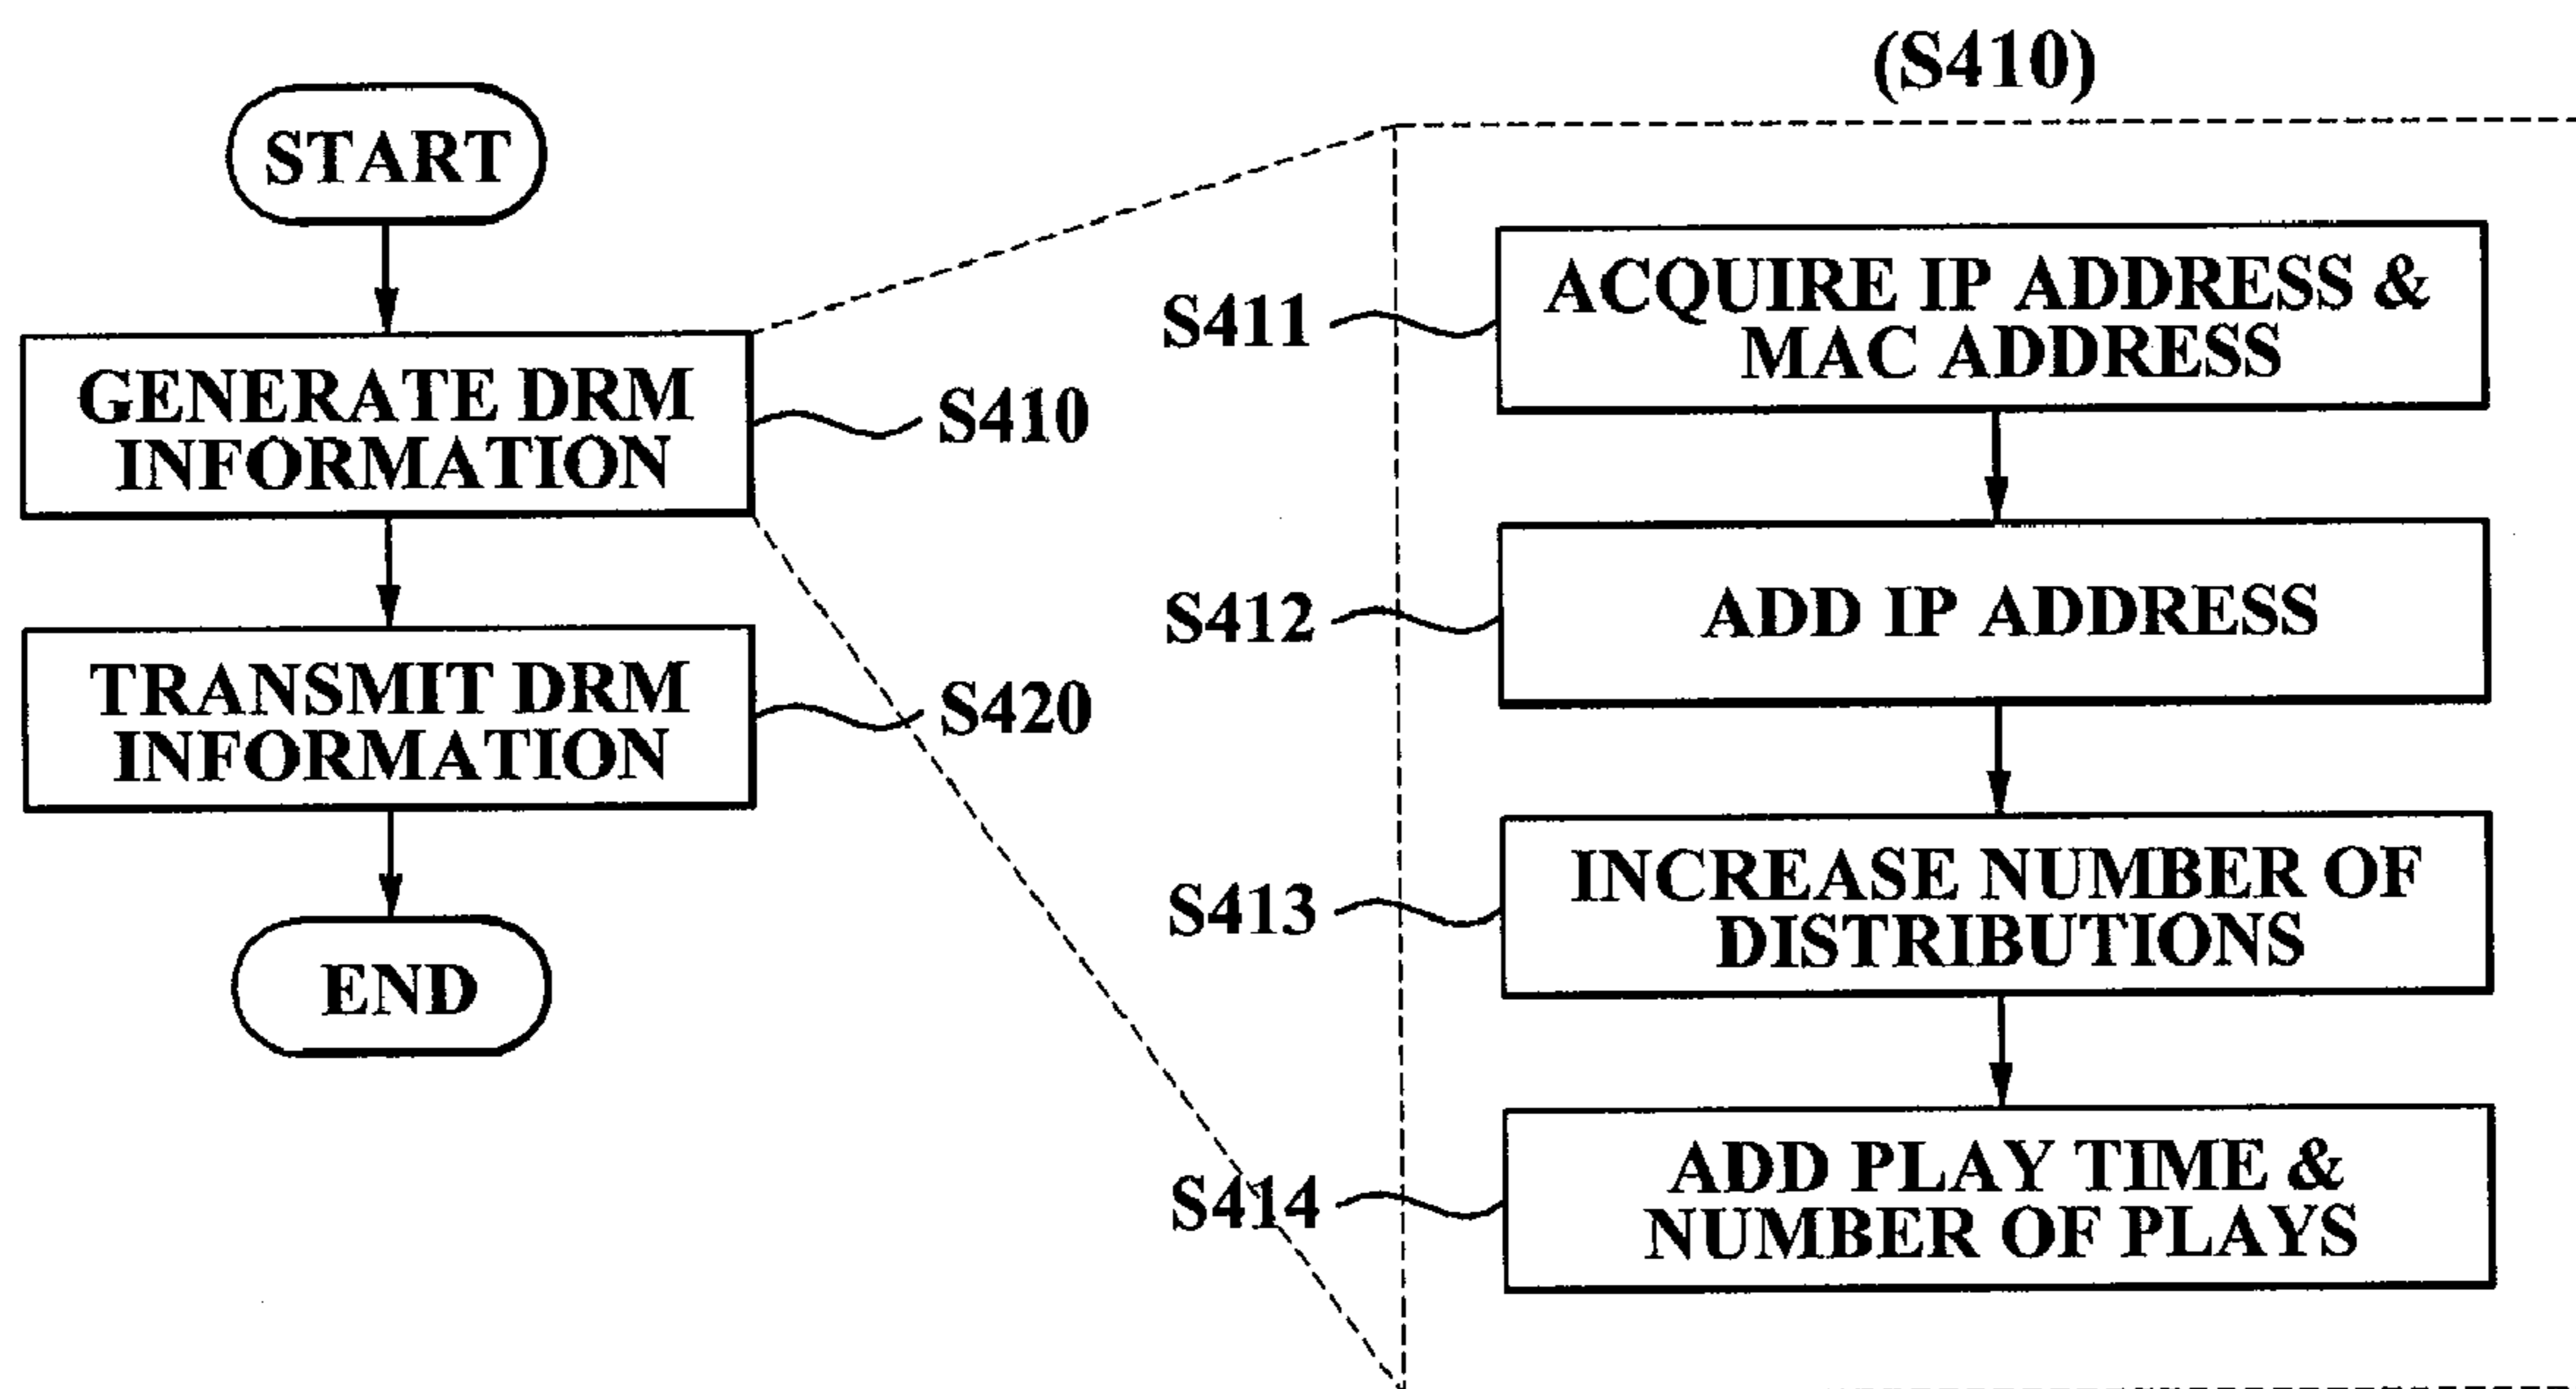 START
GENERATE DRM
INFORMATION
S410
TRANSMIT DRM
INFORMATION
S420
END
(S410)
S411
ACQUIRE IP ADDRESS &
MAC ADDRESS
S412
ADD IP ADDRESS
S413
INCREASE NUMBER OF
DISTRIBUTIONS
S414
ADD PLAY TIME &
NUMBER OF PLAYS